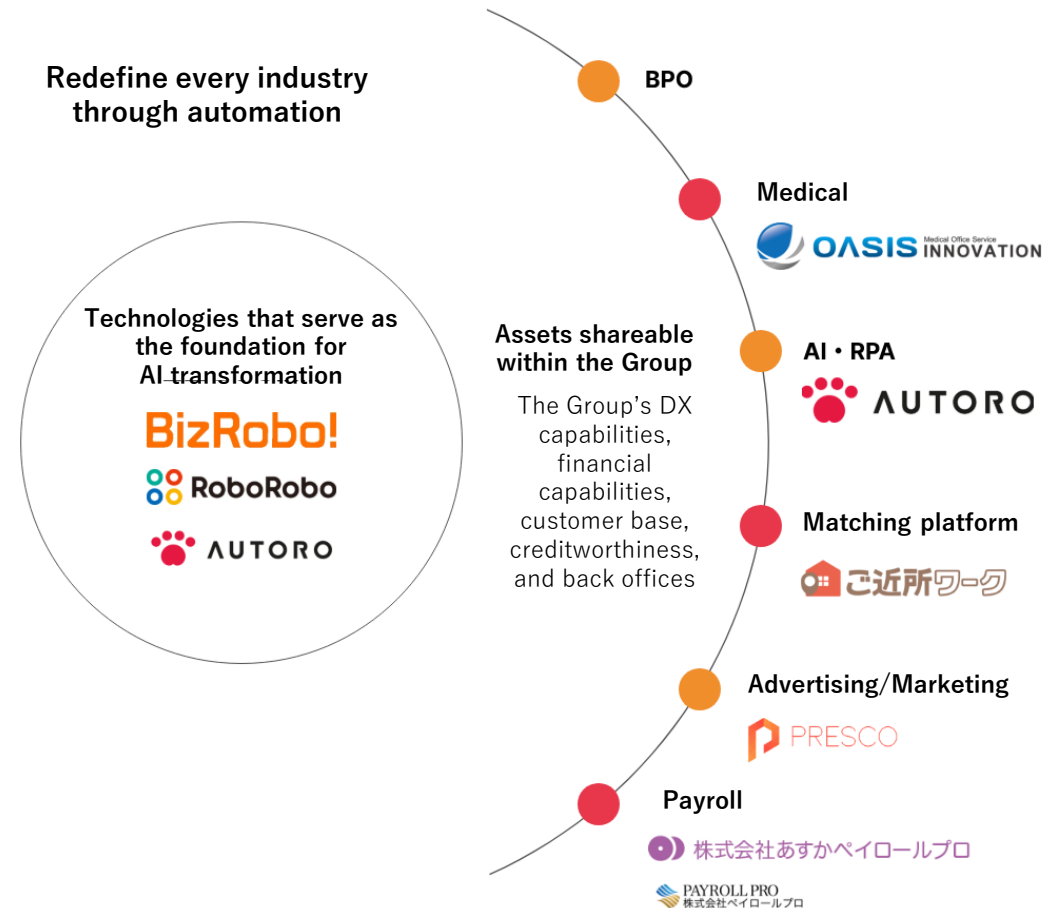 Redefine every industry
through automation
Technologies that serve as
the foundation for
AI transformation
BizRobo!
RoboRobo
AUTORO
Assets shareable
within the Group
The Group's DX
capabilities,
financial
capabilities,
customer base,
creditworthiness,
and back offices
BPO
Medical
OASIS Medical Office Service INNOVATION
AI・RPA
AUTORO
Matching platform
ご近所ワーク
Advertising/Marketing
PRESCO
Payroll
株式会社あすかペイロールプロ
PAYROLL PRO
株式会社ペイロールプロ